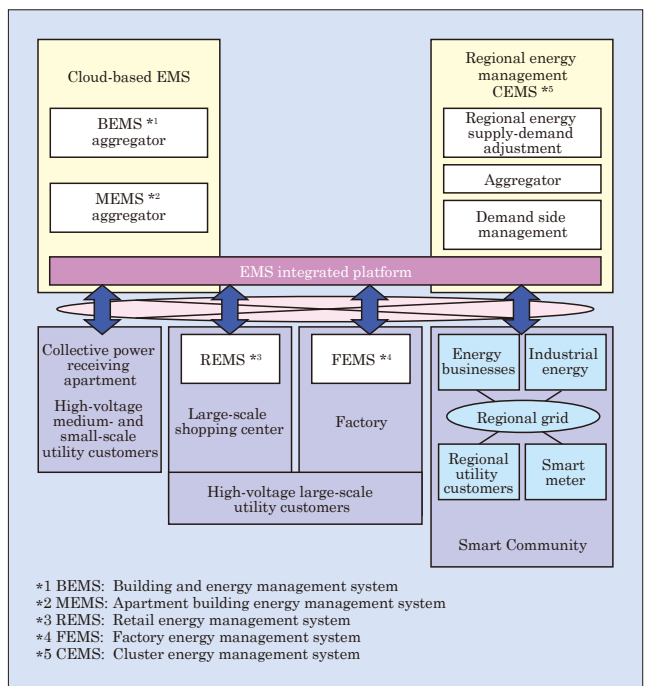 Cloud-based EMS
BEMS *1
aggregator
MEMS *2
aggregator
Regional energy
management
CEMS *5
Regional energy
supply-demand
adjustment
Aggregator
Demand side
management
EMS integrated platform
Collective power
receiving
apartment
High-voltage
medium- and
small-scale
utility customers
REMS *3
Large-scale
shopping center
FEMS *4
Factory
High-voltage large-scale
utility customers
Energy
businesses
Industrial
energy
Regional grid
Regional
utility
customers
Smart
meter
Smart Community
*1 BEMS: Building and energy management system
*2 MEMS: Apartment building energy management system
*3 REMS: Retail energy management system
*4 FEMS: Factory energy management system
*5 CEMS: Cluster energy management system